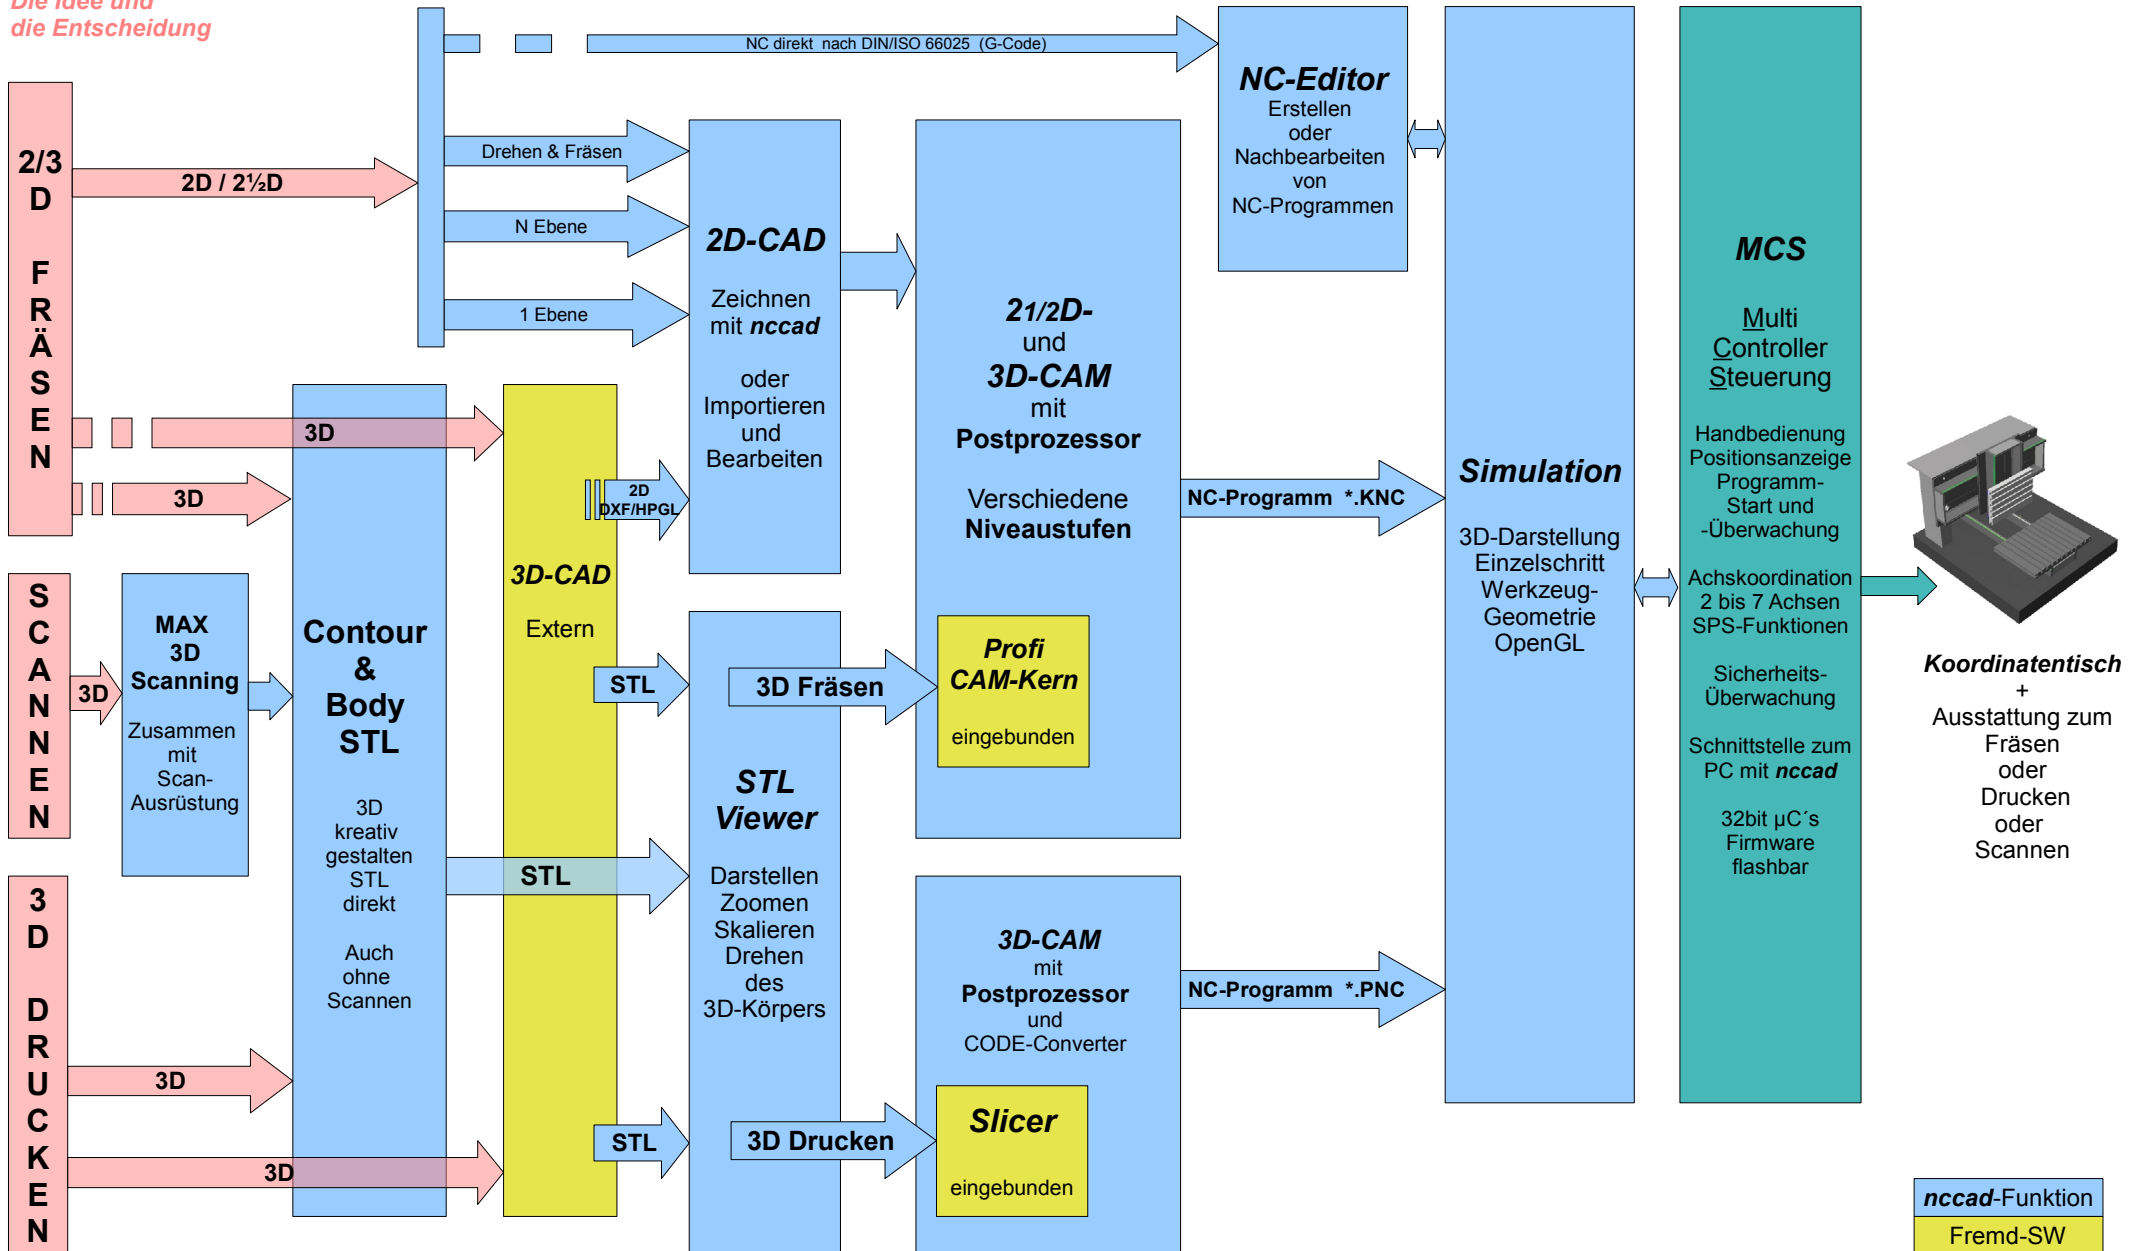 Die Idee und
die Entscheidung
2/3
D
F
R
Ä
S
E
N
2D / 2½D
3D
3D
S
C
A
N
N
E
N
3D
MAX
3D
Scanning
Zusammen
mit
Scan-
Ausrüstung
3
D
D
R
U
C
K
E
N
3D
3D
Contour
&
Body
STL
3D
kreativ
gestalten
STL
direkt
Auch
ohne
Scannen
NC direkt nach DIN/ISO 66025 (G-Code)
Drehen & Fräsen
N Ebene
1 Ebene
3D-CAD
Extern
2D
DXF/HPGL
STL
STL
STL
2D-CAD
Zeichnen
mit nccad
oder
Importieren
und
Bearbeiten
STL
Viewer
Darstellen
Zoomen
Skalieren
Drehen
des
3D-Körpers
3D Fräsen
3D Drucken
21/2D-
und
3D-CAM
mit
Postprozessor
Verschiedene
Niveaustufen
Profi
CAM-Kern
eingebunden
3D-CAM
mit
Postprozessor
und
CODE-Converter
Slicer
eingebunden
NC-Programm *.KNC
NC-Programm *.PNC
NC-Editor
Erstellen
oder
Nachbearbeiten
von
NC-Programmen
Simulation
3D-Darstellung
Einzelschritt
Werkzeug-
Geometrie
OpenGL
MCS
Multi
Controller
Steuerung
Handbedienung
Positionsanzeige
Programm-
Start und
-Überwachung
Achskoordination
2 bis 7 Achsen
SPS-Funktionen
Sicherheits-
Überwachung
Schnittstelle zum
PC mit nccad
32bit µC´s
Firmware
flashbar
Koordinatentisch
+
Ausstattung zum
Fräsen
oder
Drucken
oder
Scannen
nccad-Funktion
Fremd-SW